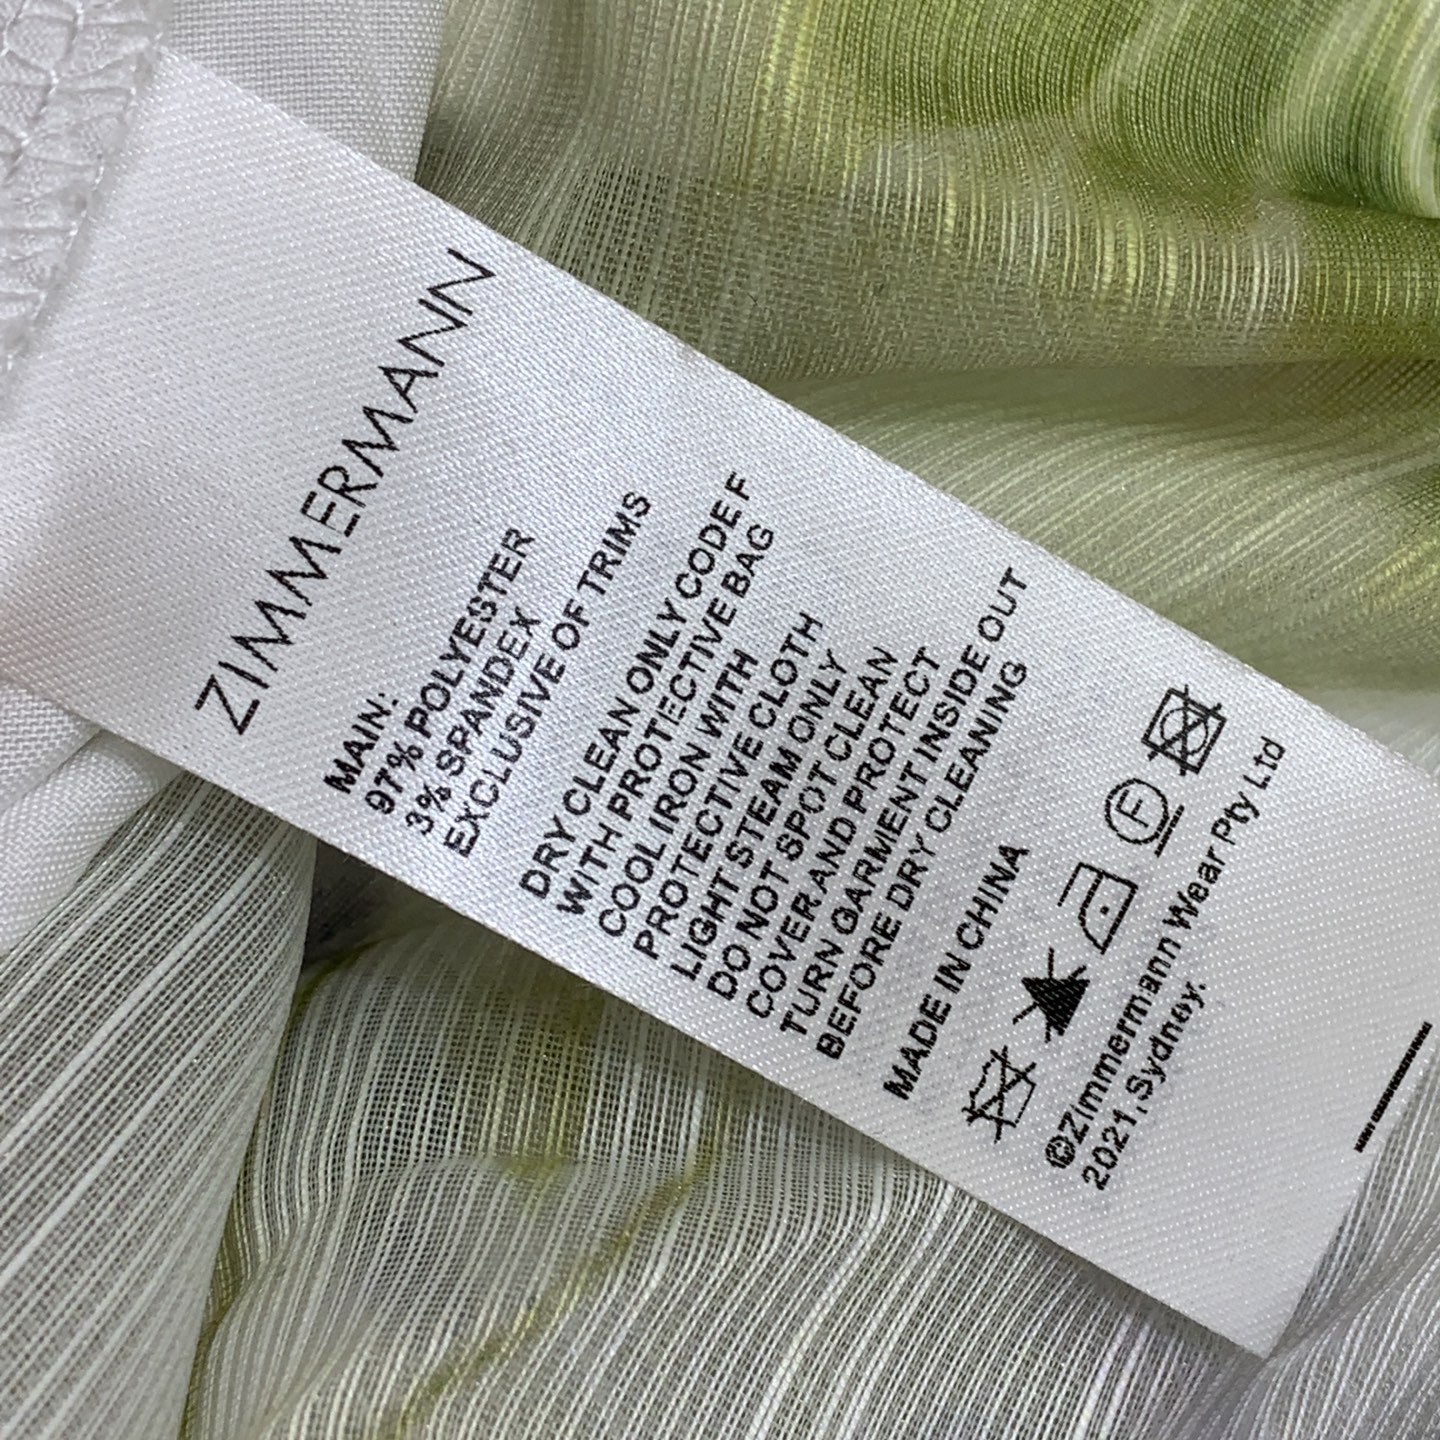 ZIMMERMANN
MAIN:
97% POLYESTER
3% SPANDEX
EXCLUSIVE OF TRIMS
DRY CLEAN ONLY CODE F
WITH PROTECTIVE BAG
COOL IRON WITH
PROTECTIVE CLOTH
LIGHT STEAM ONLY
DO NOT SPOT CLEAN
COVER AND PROTECT
TURN GARMENT INSIDE OUT
BEFORE DRY CLEANING
MADE IN CHINA
F
©Zimmermann Wear Pty Ltd
2021, Sydney.